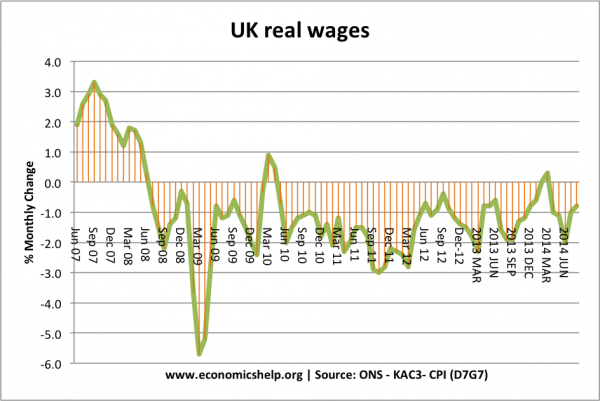 UK real wages
4.0
3.0
2.0
1.0
0.0
-1.0
-2.0
-3.0
-4.0
-5.0
-6.0
% Monthly Change
Jun 07
Sep 07
Dec 07
Mar 08
Jun 08
Sep 08
Dec 08
Mar 09
Jun 09
Sep 09
Dec 09
Mar 10
Jun 10
Sep 10
Dec 10
Mar 11
Jun 11
Sep 11
Dec11
Mar 12
Jun 12
Sep 12
Dec-12
2013 MAR
2013 JUN
2013 SEP
2013 DEC
2014 MAR
2014 JUN
www.economicshelp.org | Source: ONS - KAC3- CPI (D7G7)